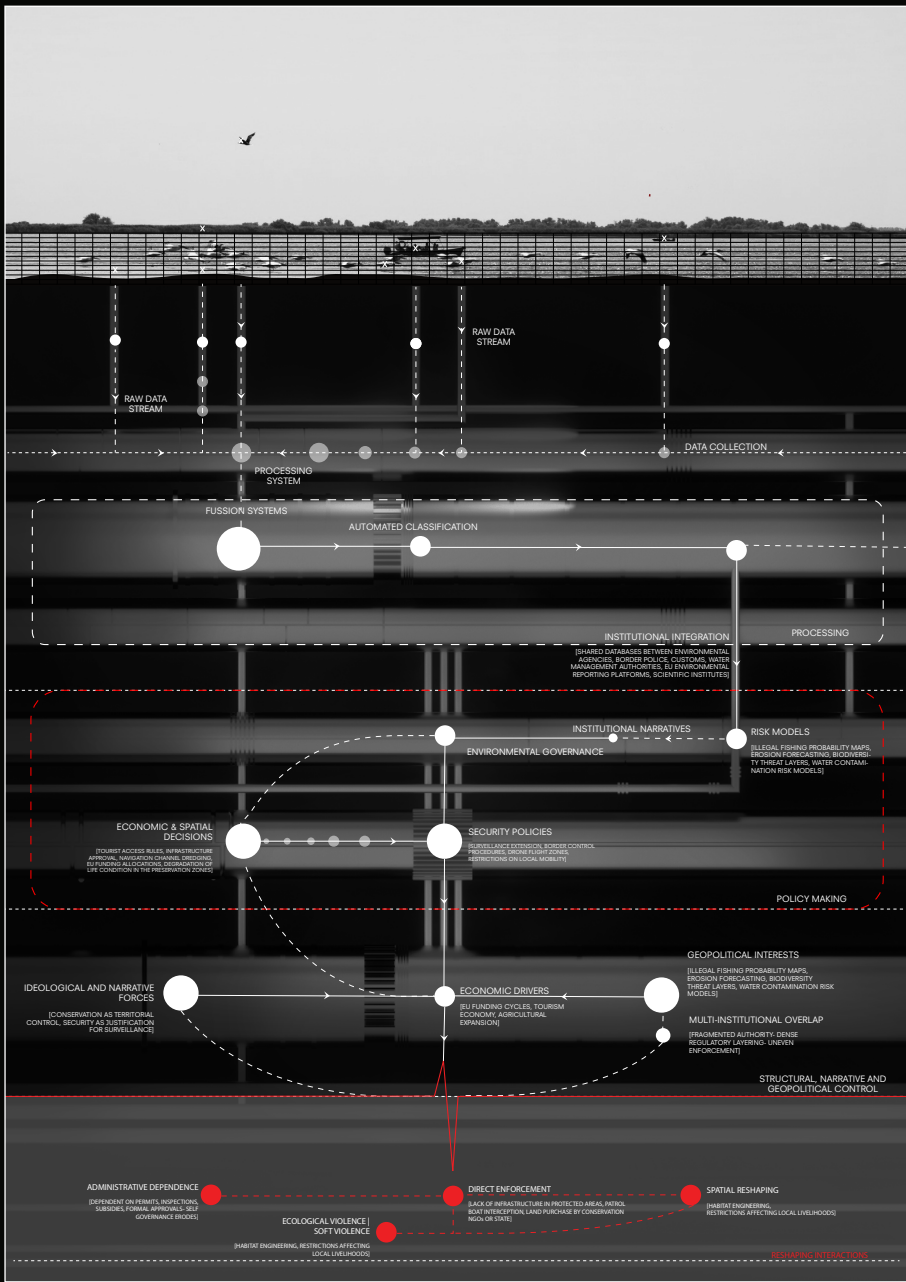 x
x
x
x
x
x
x
RAW DATA
STREAM
RAW DATA
STREAM
DATA COLLECTION
PROCESSING
SYSTEM
FUSSION SYSTEMS
AUTOMATED CLASSIFICATION
INSTITUTIONAL INTEGRATION
[SHARED DATABASES BETWEEN ENVIRONMENTAL
AGENCIES, BORDER POLICE, CUSTOMS, WATER
MANAGEMENT AUTHORITIES, EU ENVIRONMENTAL
REPORTING PLATFORMS, SCIENTIFIC INSTITUTES]
PROCESSING
INSTITUTIONAL NARRATIVES
ENVIRONMENTAL GOVERNANCE
RISK MODELS
[ILLEGAL FISHING PROBABILITY MAPS,
EROSION FORECASTING, BIODIVERSI-
TY THREAT LAYERS, WATER CONTAMI-
NATION RISK MODELS]
ECONOMIC & SPATIAL
DECISIONS
[TOURIST ACCESS RULES, INFRASTRUCTURE
APPROVAL, NAVIGATION CHANNEL DREDGING,
EU FUNDING ALLOCATIONS, DEGRADATION OF
LIFE CONDITION IN THE PRESERVATION ZONES]
SECURITY POLICIES
[SURVEILLANCE EXTENSION, BORDER CONTROL
PROCEDURES, DRONE FLIGHT ZONES,
RESTRICTIONS ON LOCAL MOBILITY]
POLICY MAKING
IDEOLOGICAL AND NARRATIVE
FORCES
[CONSERVATION AS TERRITORIAL
CONTROL, SECURITY AS JUSTIFICATION
FOR SURVEILLANCE]
ECONOMIC DRIVERS
[EU FUNDING CYCLES, TOURISM
ECONOMY, AGRICULTURAL
EXPANSION]
GEOPOLITICAL INTERESTS
[ILLEGAL FISHING PROBABILITY MAPS,
EROSION FORECASTING, BIODIVERSITY
THREAT LAYERS, WATER CONTAMINATION RISK
MODELS]
MULTI-INSTITUTIONAL OVERLAP
[FRAGMENTED AUTHORITY- DENSE
REGULATORY LAYERING- UNEVEN
ENFORCEMENT]
STRUCTURAL, NARRATIVE AND
GEOPOLITICAL CONTROL
ADMINISTRATIVE DEPENDENCE
[DEPENDENT ON PERMITS, INSPECTIONS,
SUBSIDIES, FORMAL APPROVALS- SELF
GOVERNANCE ERODES]
DIRECT ENFORCEMENT
[LACK OF INFRASTRUCTURE IN PROTECTED AREAS, PATROL
BOAT INTERCEPTION, LAND PURCHASE BY CONSERVATION
NGOs OR STATE]
SPATIAL RESHAPING
[HABITAT ENGINEERING,
RESTRICTIONS AFFECTING LOCAL LIVELIHOODS]
ECOLOGICAL VIOLENCE |
SOFT VIOLENCE
[HABITAT ENGINEERING, RESTRICTIONS AFFECTING
LOCAL LIVELIHOODS]
RESHAPING INTERACTIONS